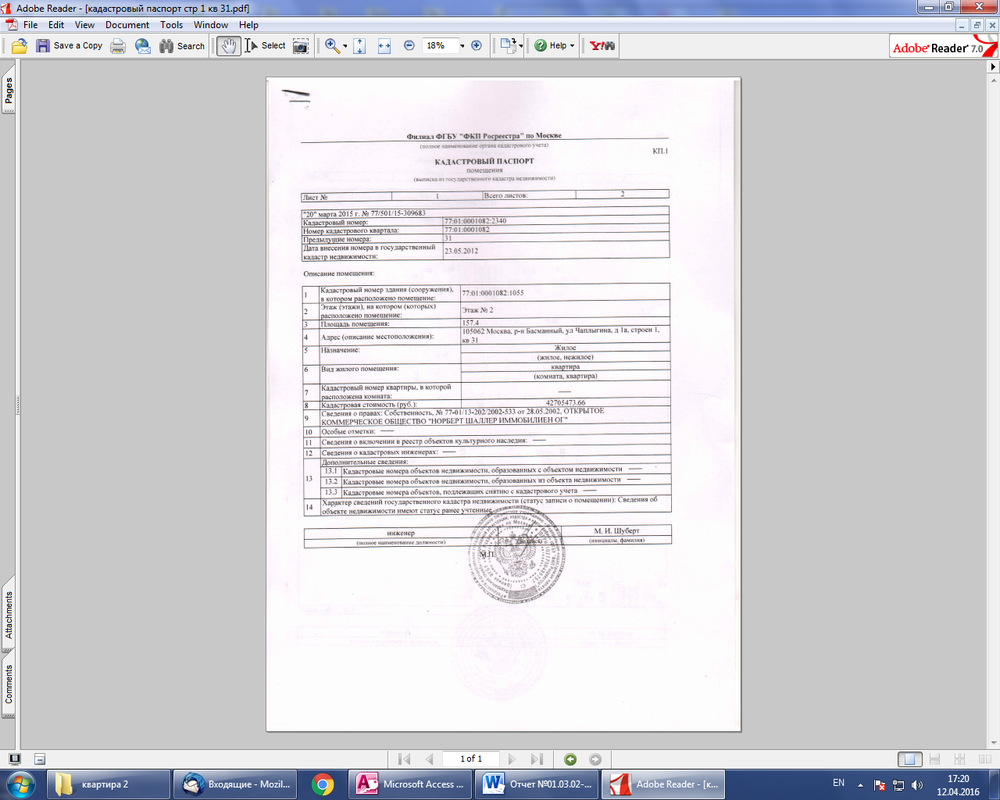 Adobe Reader - [кадастровый паспорт стр 1 кв 31.pdf]
File Edit View Document Tools Window Help
Save a Copy Search Select 18% Help Y! Adobe Reader 7.0
Pages
Филиал ФГБУ "ФКП Росреестра" по Москве
(полное наименование органа кадастрового учета)
КП.1
КАДАСТРОВЫЙ ПАСПОРТ
помещения
(выписка из государственного кадастра недвижимости)
Лист № 1 Всего листов: 2
"20" марта 2015 г. № 77/501/15-309683
Кадастровый номер: 77:01:0001082:2340
Номер кадастрового квартала: 77:01:0001082
Предыдущие номера: 31
Дата внесения номера в государственный
кадастр недвижимости: 23.05.2012
Описание помещения:
1 Кадастровый номер здания (сооружения),
в котором расположено помещение: 77:01:0001082:1055
2 Этаж (этажи), на котором (которых)
расположено помещение: Этаж № 2
3 Площадь помещения: 157.4
4 Адрес (описание местоположения): 105062 Москва, р-н Басманный, ул Чаплыгина, д 1а, строен 1,
кв 31
5 Назначение: Жилое
(жилое, нежилое)
6 Вид жилого помещения: квартира
(комната, квартира)
7 Кадастровый номер квартиры, в которой
расположена комната: —
8 Кадастровая стоимость (руб.): 42705473.66
9 Сведения о правах: Собственность, № 77-01/13-202/2002-533 от 28.05.2002, ОТКРЫТОЕ
КОММЕРЧЕСКОЕ ОБЩЕСТВО "НОРБЕРТ ШАЛЛЕР ИММОБИЛИЕН ОГ"
10 Особые отметки: —
11 Сведения о включении в реестр объектов культурного наследия: —
12 Сведения о кадастровых инженерах: —
13 Дополнительные сведения:
13.1 Кадастровые номера объектов недвижимости, образованных с объектом недвижимости —
13.2 Кадастровые номера объектов недвижимости, образованных из объекта недвижимости —
13.3 Кадастровые номера объектов, подлежащих снятию с кадастрового учета —
14 Характер сведений государственного кадастра недвижимости (статус записи о помещении): Сведения об
объекте недвижимости имеют статус ранее учтенные
инженер М. И. Шуберт
(полное наименование должности) (подпись) (инициалы, фамилия)
М.П.
Attachments
Comments
1 of 1
квартира 2 Входящие - Mozil... Microsoft Access ... Отчет №01.03.02-... Adobe Reader - [к...
EN 17:20
12.04.2016